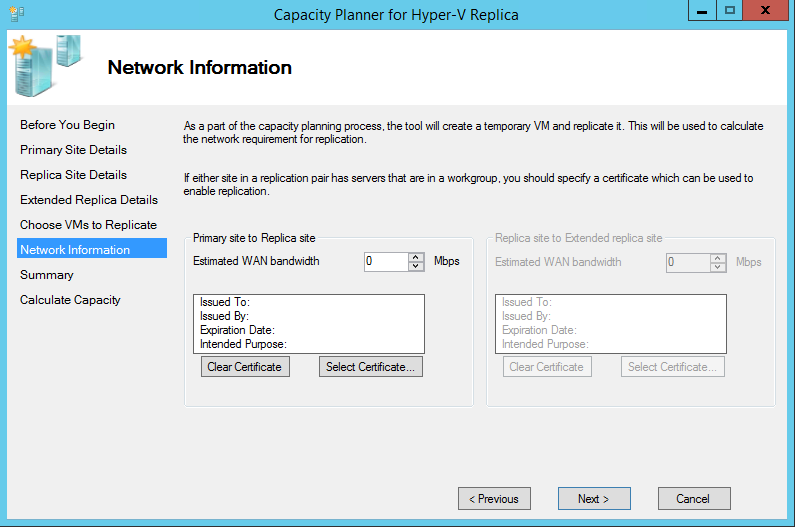 Capacity Planner for Hyper-V Replica
Network Information
Before You Begin
Primary Site Details
Replica Site Details
Extended Replica Details
Choose VMs to Replicate
Network Information
Summary
Calculate Capacity
As a part of the capacity planning process, the tool will create a temporary VM and replicate it. This will be used to calculate
the network requirement for replication.
If either site in a replication pair has servers that are in a workgroup, you should specify a certificate which can be used to
enable replication.
Primary site to Replica site
Estimated WAN bandwidth 0 Mbps
Issued To:
Issued By:
Expiration Date:
Intended Purpose:
Clear Certificate Select Certificate...
Replica site to Extended replica site
Estimated WAN bandwidth 0 Mbps
Issued To:
Issued By:
Expiration Date:
Intended Purpose:
Clear Certificate Select Certificate...
< Previous Next > Cancel